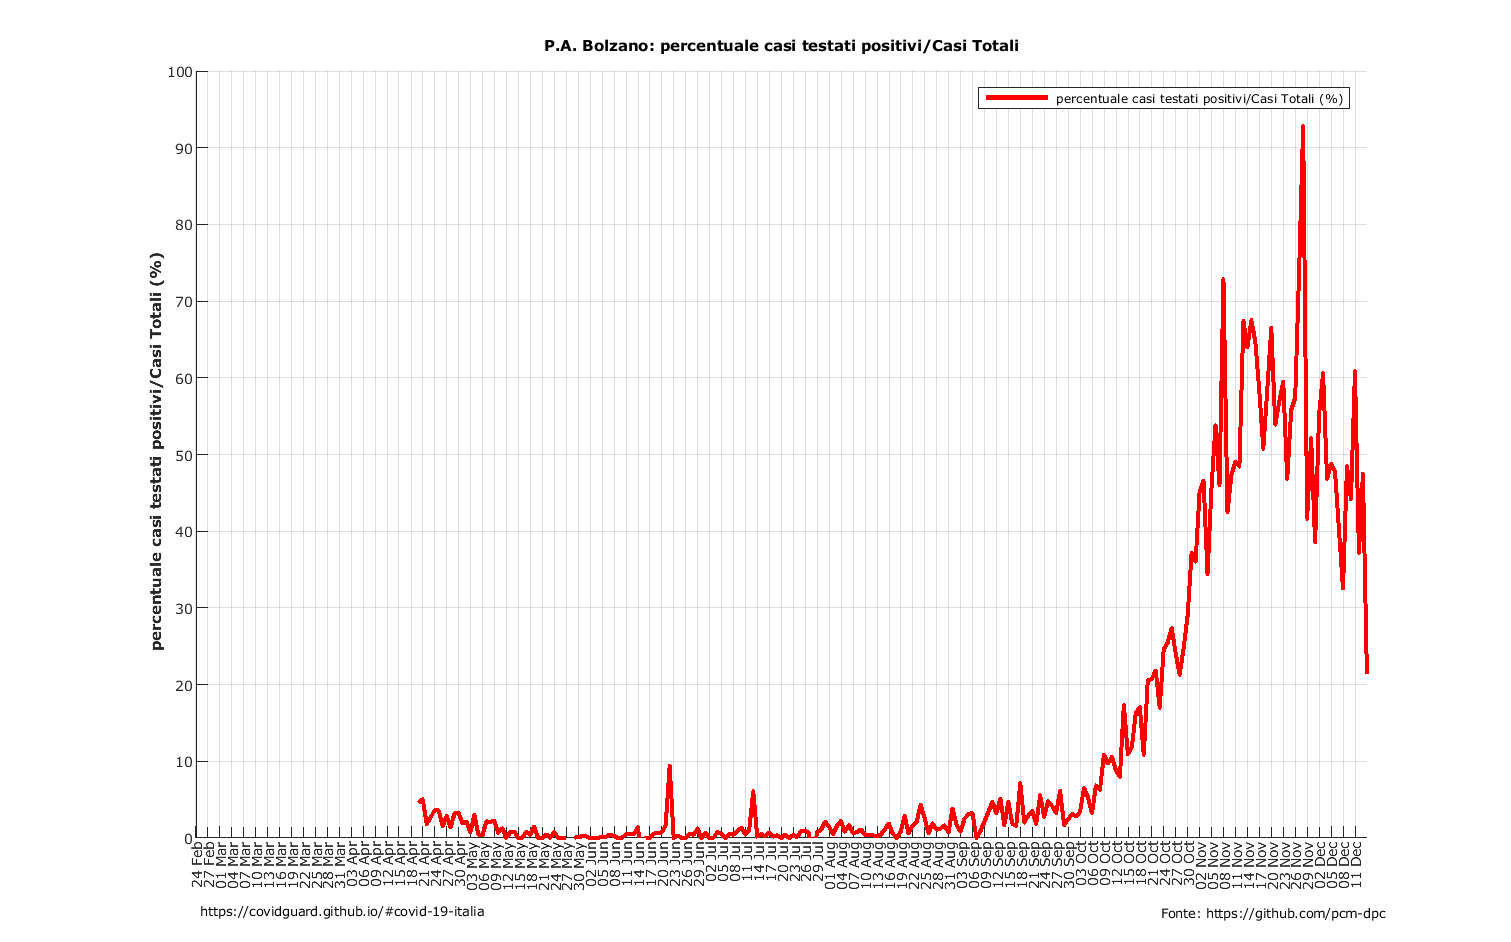 P.A. Bolzano: percentuale casi testati positivi/Casi Totali
percentuale casi testati positivi/Casi Totali (%)
percentuale casi testati positivi/Casi Totali (%)
100
90
80
70
60
50
40
30
20
10
0
24 Feb
27 Feb
01 Mar
04 Mar
07 Mar
10 Mar
13 Mar
16 Mar
19 Mar
22 Mar
25 Mar
28 Mar
31 Mar
03 Apr
06 Apr
09 Apr
12 Apr
15 Apr
18 Apr
21 Apr
24 Apr
27 Apr
30 Apr
03 May
06 May
09 May
12 May
15 May
18 May
21 May
24 May
27 May
30 May
02 Jun
05 Jun
08 Jun
11 Jun
14 Jun
17 Jun
20 Jun
23 Jun
26 Jun
29 Jun
02 Jul
05 Jul
08 Jul
11 Jul
14 Jul
17 Jul
20 Jul
23 Jul
26 Jul
29 Jul
01 Aug
04 Aug
07 Aug
10 Aug
13 Aug
16 Aug
19 Aug
22 Aug
25 Aug
28 Aug
31 Aug
03 Sep
06 Sep
09 Sep
12 Sep
15 Sep
18 Sep
21 Sep
24 Sep
27 Sep
30 Sep
03 Oct
06 Oct
09 Oct
12 Oct
15 Oct
18 Oct
21 Oct
24 Oct
27 Oct
30 Oct
02 Nov
05 Nov
08 Nov
11 Nov
14 Nov
17 Nov
20 Nov
23 Nov
26 Nov
29 Nov
02 Dec
05 Dec
08 Dec
11 Dec
https://covidguard.github.io/#covid-19-italia
Fonte: https://github.com/pcm-dpc